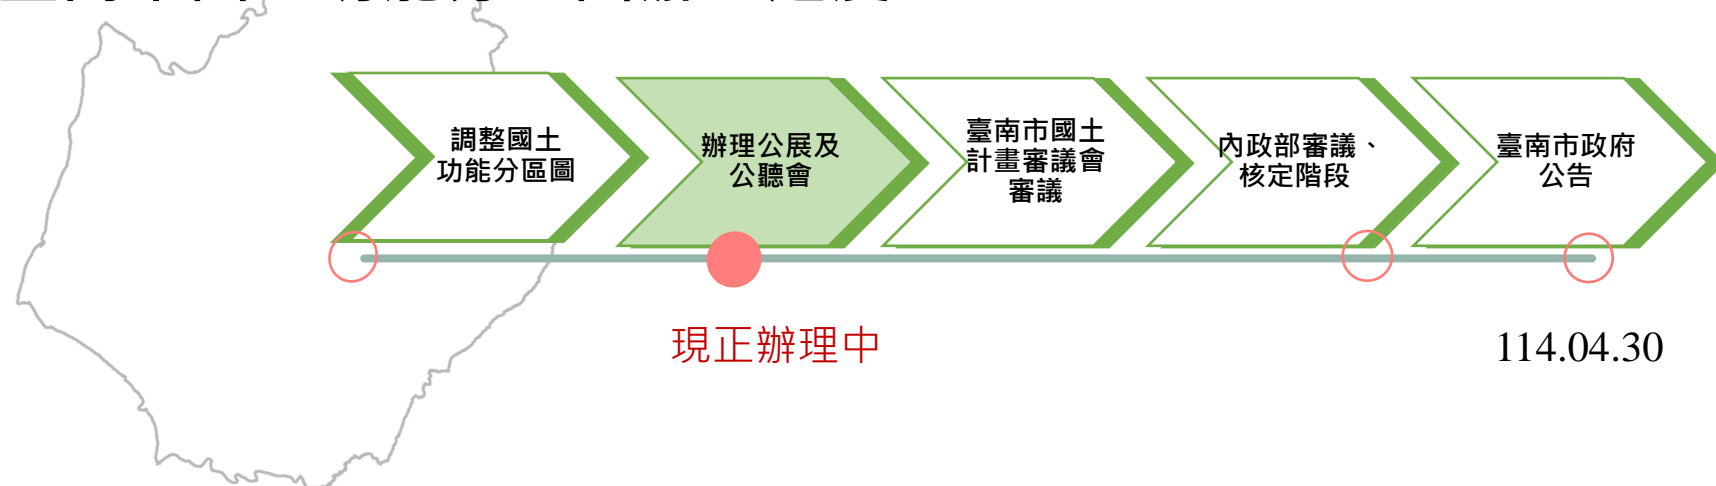 調整國土
功能分區圖
辦理公展及
公聽會
臺南市國土
計畫審議會
審議
內政部審議、
核定階段
臺南市政府
公告
現正辦理中
114.04.30